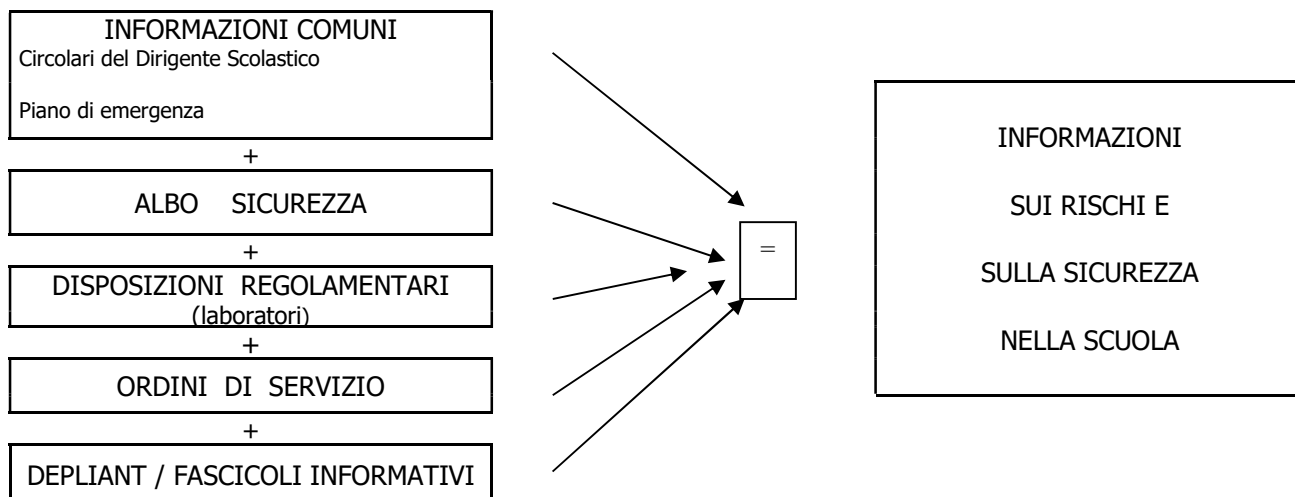 INFORMAZIONI COMUNI
Circolari del Dirigente Scolastico
Piano di emergenza
+
ALBO SICUREZZA
+
DISPOSIZIONI REGOLAMENTARI
(laboratori)
+
ORDINI DI SERVIZIO
+
DEPLIANT / FASCICOLI INFORMATIVI
=
INFORMAZIONI
SUI RISCHI E
SULLA SICUREZZA
NELLA SCUOLA